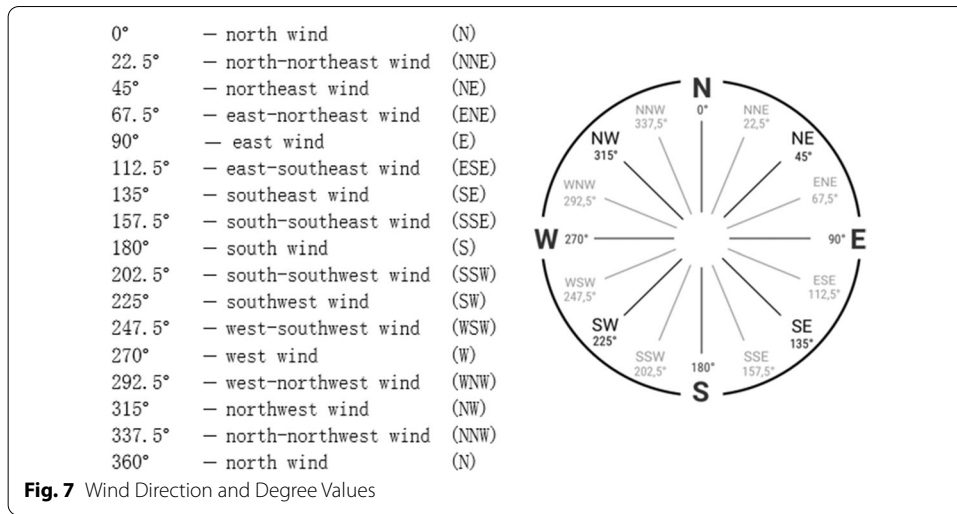 0° — north wind (N)
22.5° — north-northeast wind (NNE)
45° — northeast wind (NE)
67.5° — east-northeast wind (ENE)
90° — east wind (E)
112.5° — east-southeast wind (ESE)
135° — southeast wind (SE)
157.5° — south-southeast wind (SSE)
180° — south wind (S)
202.5° — south-southwest wind (SSW)
225° — southwest wind (SW)
247.5° — west-southwest wind (WSW)
270° — west wind (W)
292.5° — west-northwest wind (WNW)
315° — northwest wind (NW)
337.5° — north-northwest wind (NNW)
360° — north wind (N)
N
0°
NNE
22,5°
NE
45°
ENE
67,5°
90° E
ESE
112,5°
SE
135°
SSE
157,5°
180°
S
SSW
202,5°
SW
225°
WSW
247,5°
W 270°
WNW
292,5°
NW
315°
NNW
337,5°
Fig. 7 Wind Direction and Degree Values